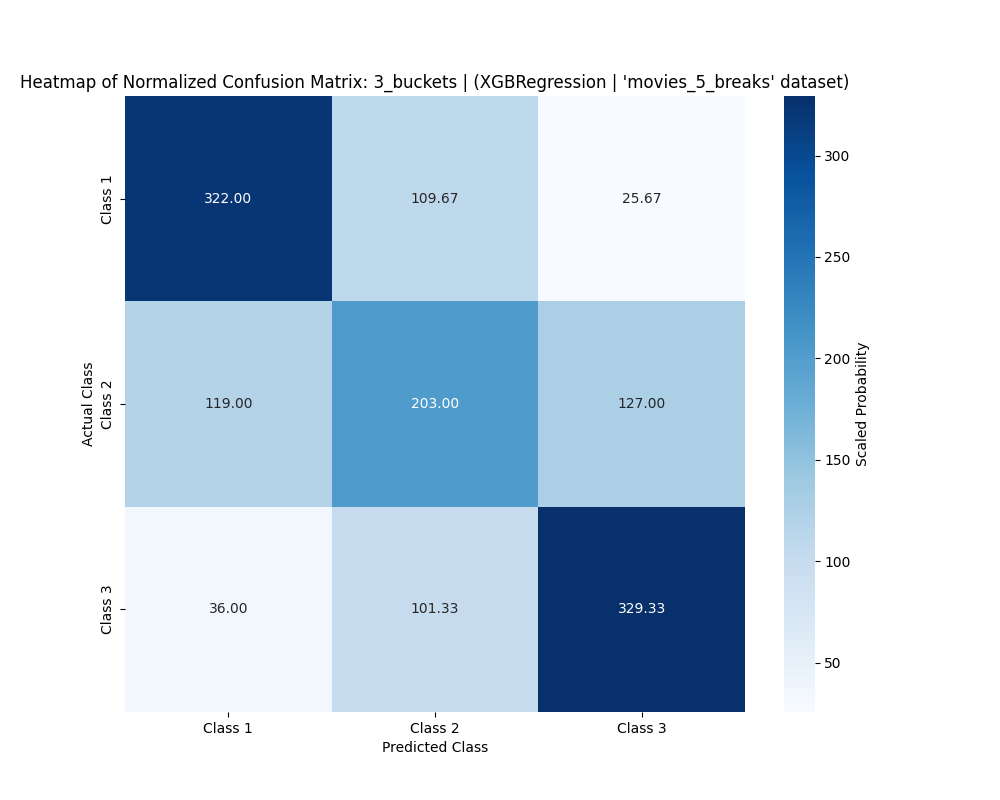 Heatmap of Normalized Confusion Matrix: 3_buckets | (XGBRegression | 'movies_5_breaks' dataset)
Actual Class
Class 1
322.00
109.67
25.67
Class 2
119.00
203.00
127.00
Class 3
36.00
101.33
329.33
Class 1
Class 2
Class 3
Predicted Class
300
250
200
150
100
50
Scaled Probability